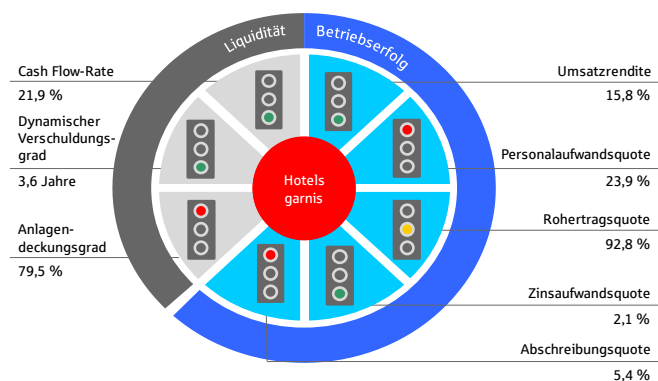 Liquidität
Betriebserfolg
Cash Flow-Rate
21,9 %
Dynamischer
Verschuldungs-
grad
3,6 Jahre
Anlagen-
deckungsgrad
79,5 %
Hotels
garnis
Umsatzrendite
15,8 %
Personalaufwandsquote
23,9 %
Rohertragsquote
92,8 %
Zinsaufwandsquote
2,1 %
Abschreibungsquote
5,4 %